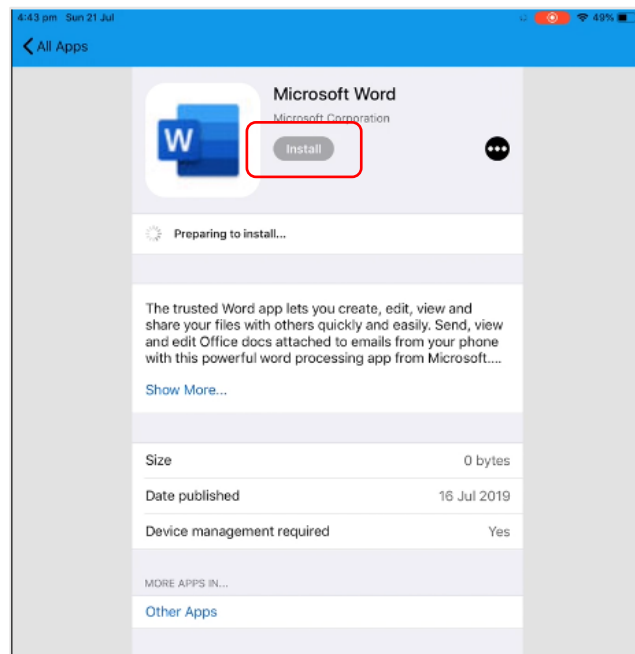 4:43 pm Sun 21 Jul 49%
All Apps
Microsoft Word
Microsoft Corporation
W
Install
Preparing to install...
The trusted Word app lets you create, edit, view and
share your files with others quickly and easily. Send, view
and edit Office docs attached to emails from your phone
with this powerful word processing app from Microsoft....
Show More...
Size 0 bytes
Date published 16 Jul 2019
Device management required Yes
MORE APPS IN...
Other Apps